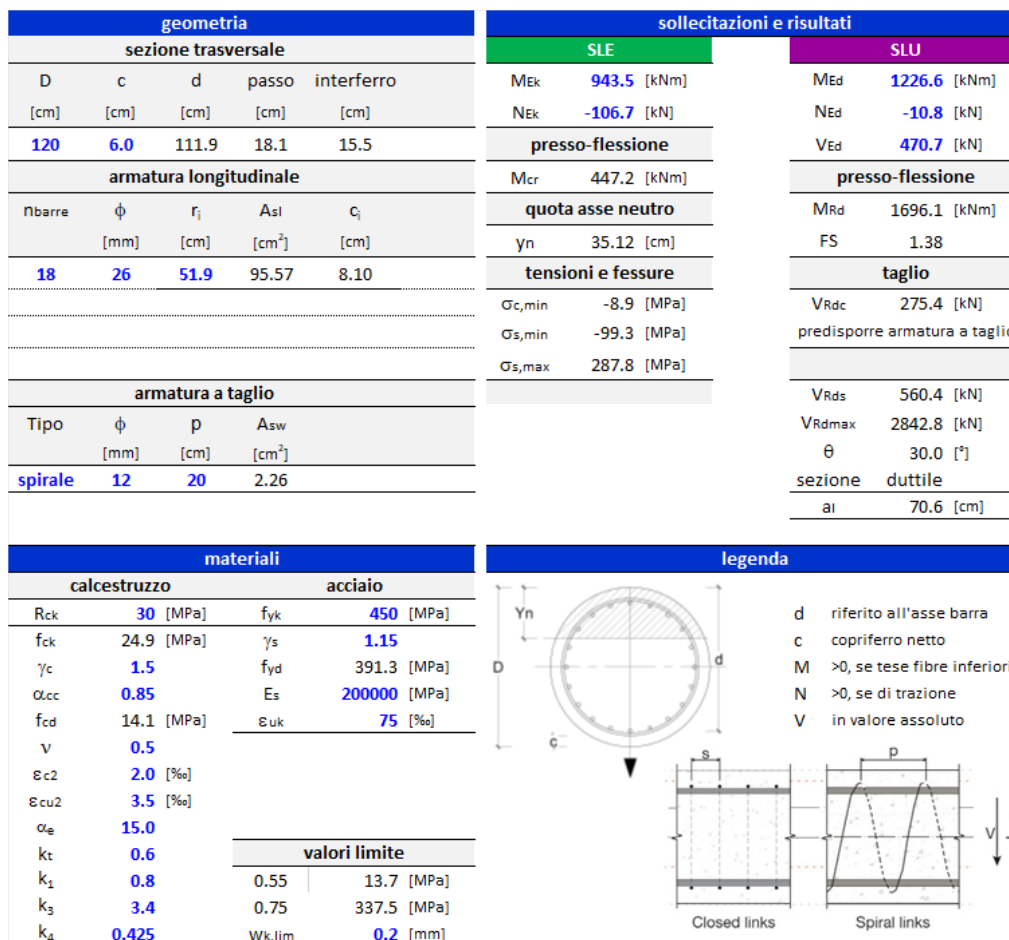 geometria
sezione trasversale
D c d passo interferro
[cm] [cm] [cm] [cm] [cm]
120 6.0 111.9 18.1 15.5
armatura longitudinale
nbarre ϕ ri Asl ci
[mm] [cm] [cm²] [cm]
18 26 51.9 95.57 8.10
armatura a taglio
Tipo ϕ p Asw
[mm] [cm] [cm²]
spirale 12 20 2.26
sollecitazioni e risultati
SLE
MEk 943.5 [kNm]
NEk -106.7 [kN]
presso-flessione
Mcr 447.2 [kNm]
quota asse neutro
yn 35.12 [cm]
tensioni e fessure
σc,min -8.9 [MPa]
σs,min -99.3 [MPa]
σs,max 287.8 [MPa]
SLU
MEd 1226.6 [kNm]
NEd -10.8 [kN]
VEd 470.7 [kN]
presso-flessione
MRd 1696.1 [kNm]
FS 1.38
taglio
VRdc 275.4 [kN]
predisporre armatura a taglio
VRds 560.4 [kN]
VRdmax 2842.8 [kN]
θ 30.0 [°]
sezione duttile
al 70.6 [cm]
materiali
calcestruzzo
Rck 30 [MPa]
fck 24.9 [MPa]
γc 1.5
αcc 0.85
fcd 14.1 [MPa]
ν 0.5
εc2 2.0 [‰]
εcu2 3.5 [‰]
αe 15.0
kt 0.6
k1 0.8
k3 3.4
k4 0.425
acciaio
fyk 450 [MPa]
γs 1.15
fyd 391.3 [MPa]
Es 200000 [MPa]
εuk 75 [‰]
valori limite
0.55 13.7 [MPa]
0.75 337.5 [MPa]
Wk,lim 0.2 [mm]
legenda
Yn
D
d
c
d riferito all'asse barra
c copriferro netto
M >0, se tese fibre inferiori
N >0, se di trazione
V in valore assoluto
s
p
V
Closed links
Spiral links